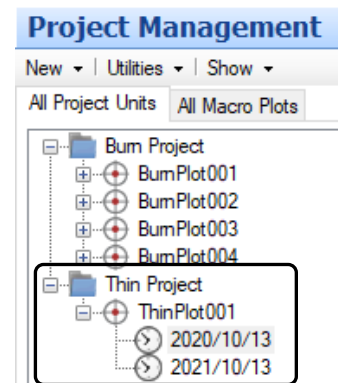 Project Management
New Utilities Show
All Project Units All Macro Plots
Burn Project
BurnPlot001
BurnPlot002
BurnPlot003
BurnPlot004
Thin Project
ThinPlot001
2020/10/13
2021/10/13